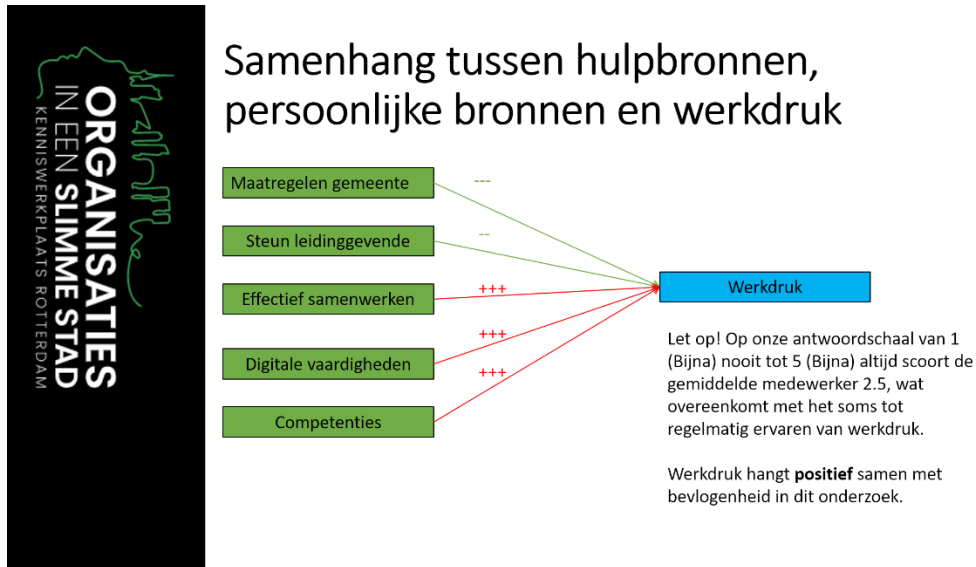 ORGANISATIES
IN EEN SLIMME STAD
KENNISWERKPLAATS ROTTERDAM
Samenhang tussen hulpbronnen,
persoonlijke bronnen en werkdruk
Maatregelen gemeente
---
Steun leidinggevende
--
Effectief samenwerken
+++
Werkdruk
Digitale vaardigheden
+++
Competenties
+++
Let op! Op onze antwoordschaal van 1
(Bijna) nooit tot 5 (Bijna) altijd scoort de
gemiddelde medewerker 2.5, wat
overeenkomt met het soms tot
regelmatig ervaren van werkdruk.
Werkdruk hangt positief samen met
bevlogenheid in dit onderzoek.